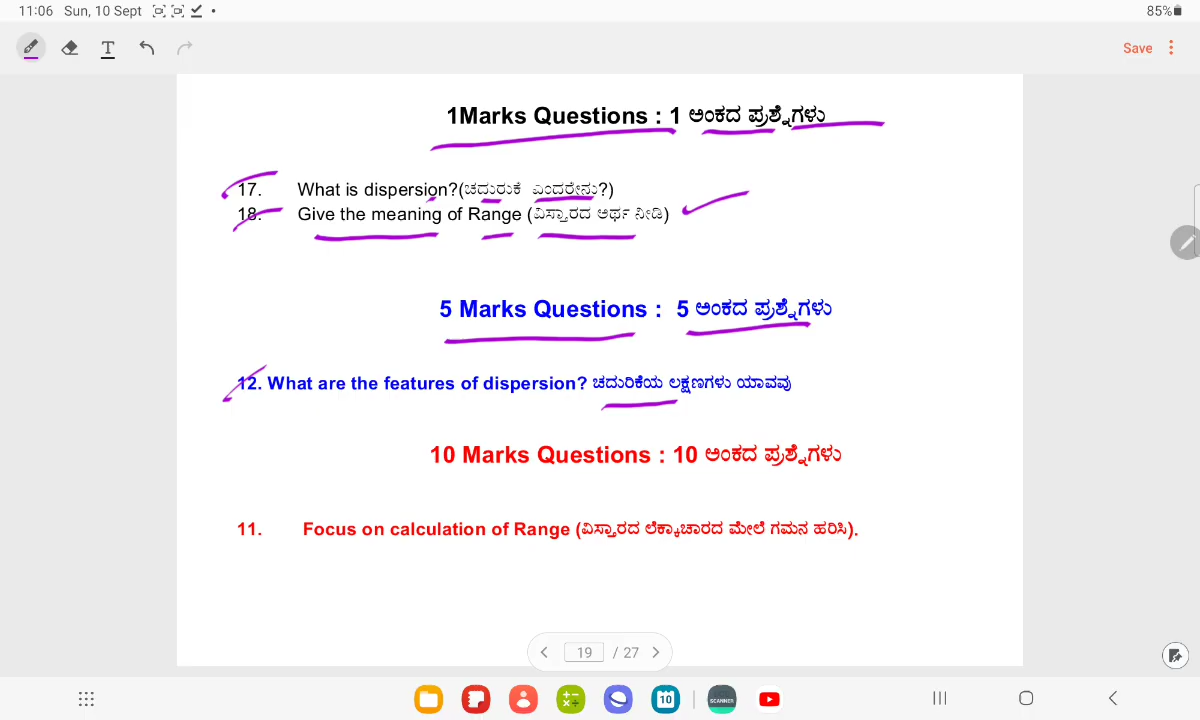 11:06 Sun, 10 Sept 85%
T Save
1Marks Questions : 1 ಅಂಕದ ಪ್ರಶ್ನೆಗಳು
17. What is dispersion?(ಚದುರುಕೆ ಎಂದರೇನು?)
18. Give the meaning of Range (ವಿಸ್ತಾರದ ಅರ್ಥ ನೀಡಿ)
5 Marks Questions : 5 ಅಂಕದ ಪ್ರಶ್ನೆಗಳು
12. What are the features of dispersion? ಚದುರಿಕೆಯ ಲಕ್ಷಣಗಳು ಯಾವವು
10 Marks Questions : 10 ಅಂಕದ ಪ್ರಶ್ನೆಗಳು
11. Focus on calculation of Range (ವಿಸ್ತಾರದ ಲೆಕ್ಕಾಚಾರದ ಮೇಲೆ ಗಮನ ಹರಿಸಿ).
19 / 27
10 SCANNER